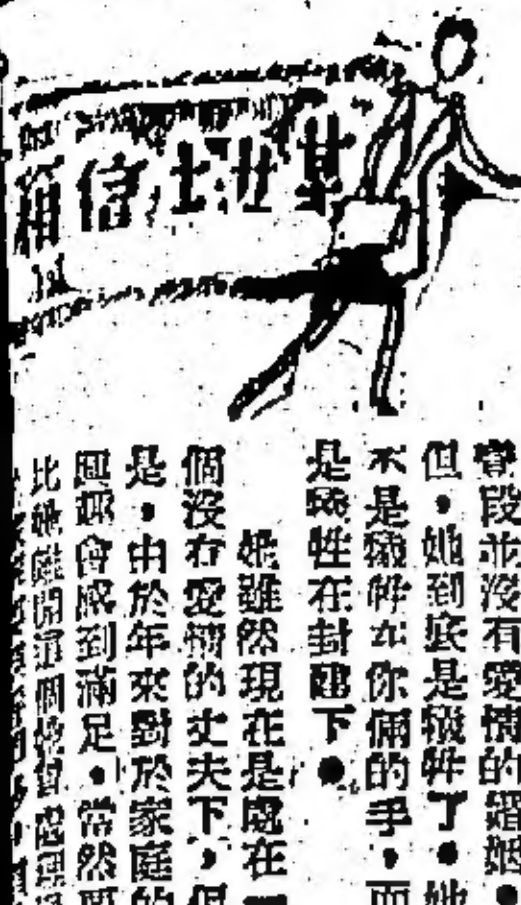 某女士信箱
段並沒有愛情的婚姻。
但，她到底是犧牲了。她
不是犧牲在你倆的手，而
是犧牲在封建下。
她雖然現在是處在一
個沒有愛情的丈夫下，但
是，由於年來對於家庭的
興趣會感到滿足。當然
比她離開這個